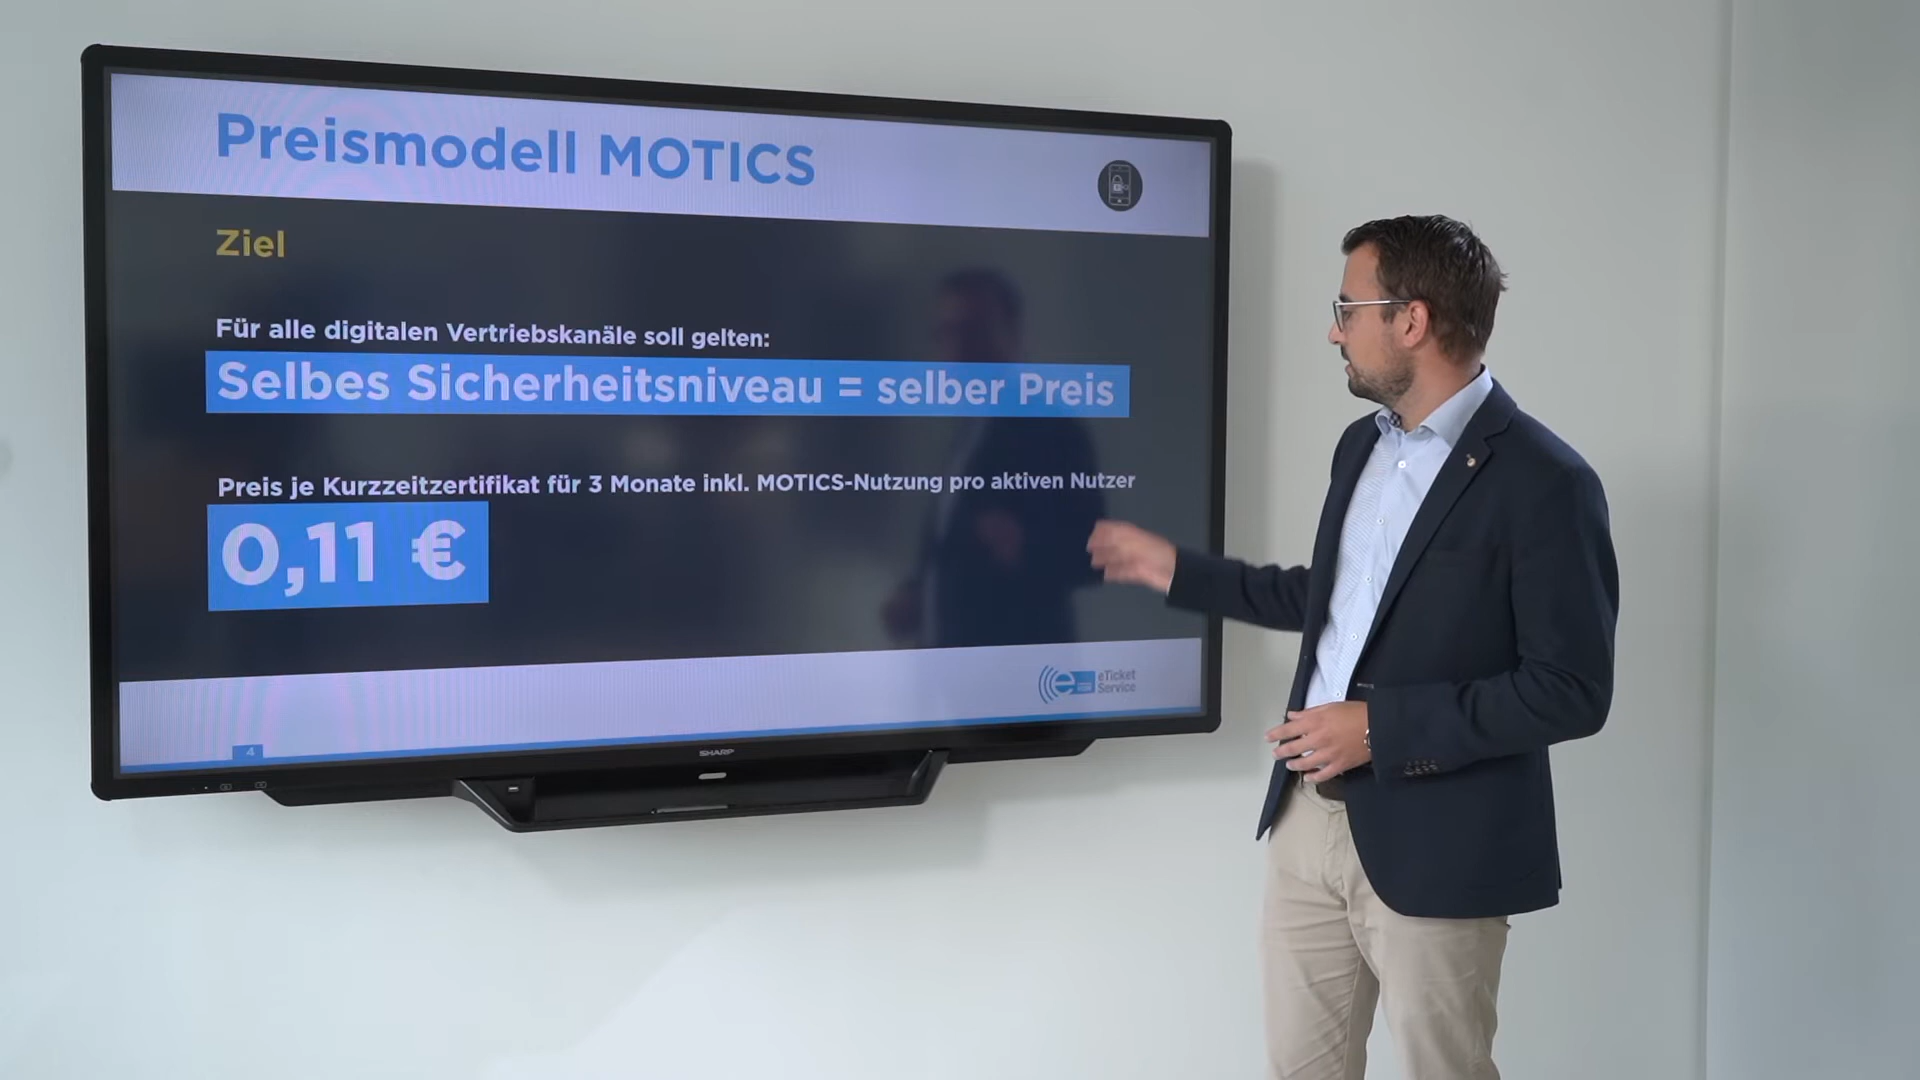 Preismodell MOTICS
Ziel
Für alle digitalen Vertriebskanäle soll gelten:
Selbes Sicherheitsniveau = selber Preis
Preis je Kurzzeitzertifikat für 3 Monate inkl. MOTICS-Nutzung pro aktiven Nutzer
0,11 €
eTicket
Service
4
SHARP